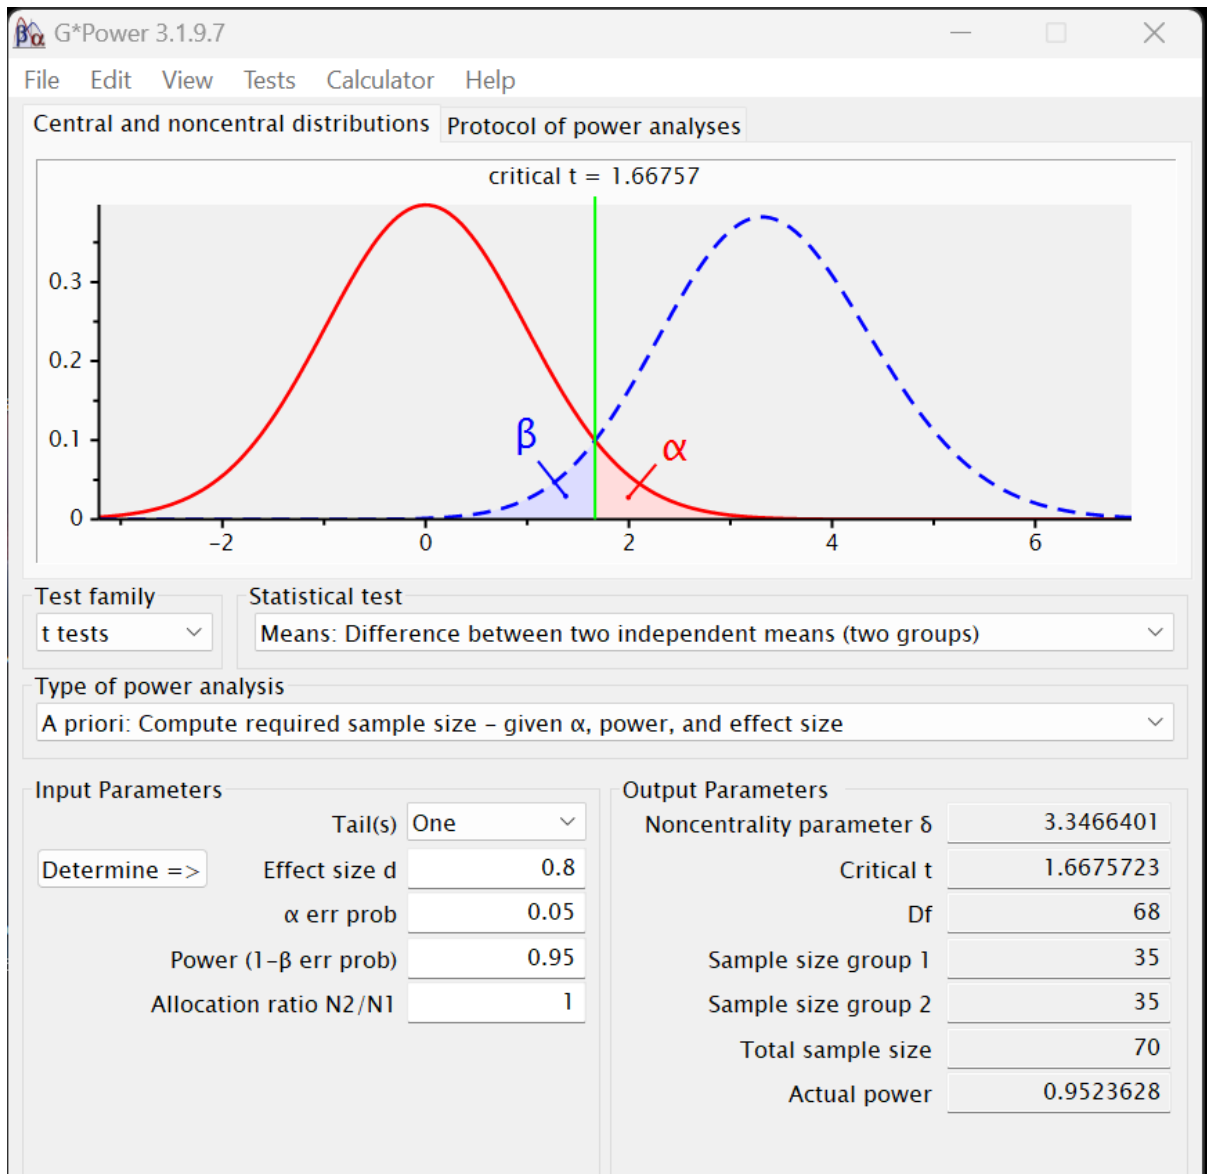 G*Power 3.1.9.7
File Edit View Tests Calculator Help
Central and noncentral distributions Protocol of power analyses
critical t = 1.66757
0.3
0.2
β α
0.1
0
−2 0 2 4 6
Test family Statistical test
t tests Means: Difference between two independent means (two groups)
Type of power analysis
A priori: Compute required sample size – given α, power, and effect size
Input Parameters Output Parameters
Tail(s) One Noncentrality parameter δ 3.3466401
Determine => Effect size d 0.8 Critical t 1.6675723
α err prob 0.05 Df 68
Power (1−β err prob) 0.95 Sample size group 1 35
Allocation ratio N2/N1 1 Sample size group 2 35
Total sample size 70
Actual power 0.9523628